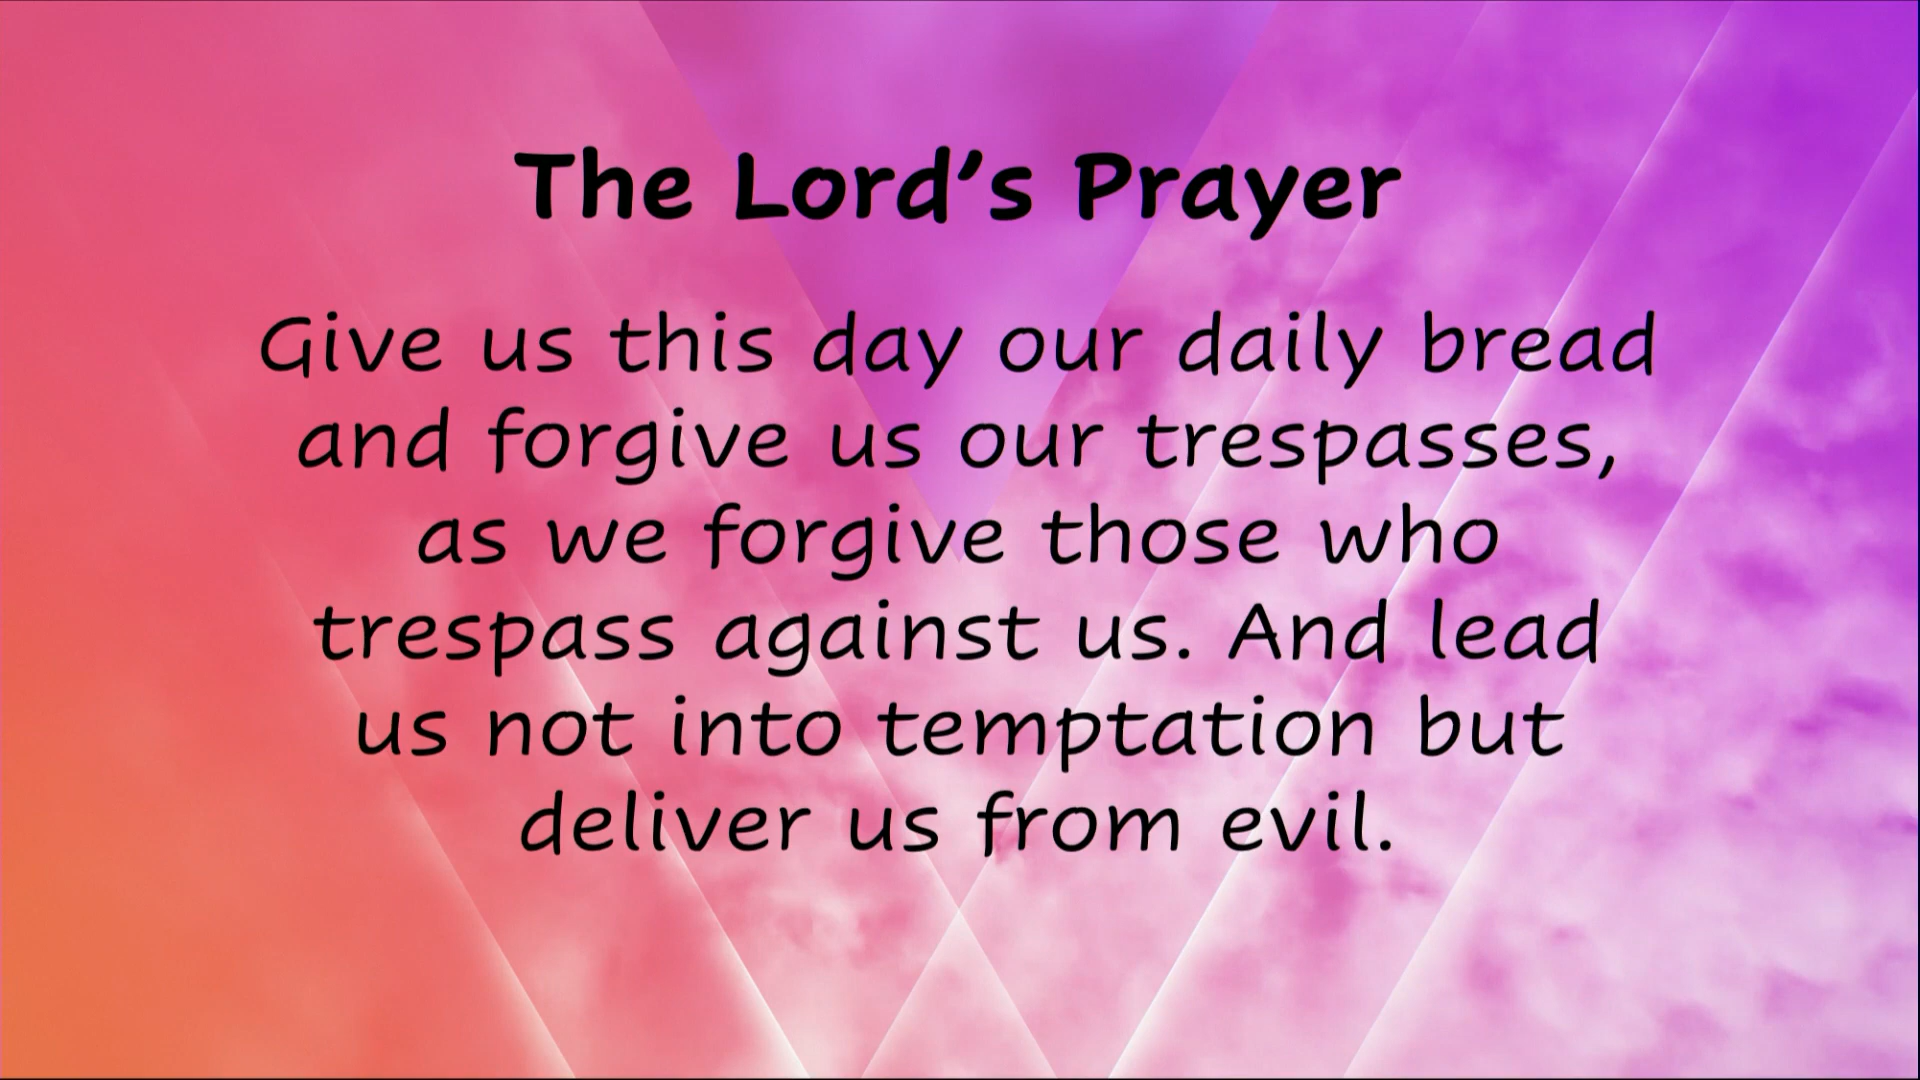 The Lord’s Prayer
Give us this day our daily bread
and forgive us our trespasses,
as we forgive those who
trespass against us. And lead
us not into temptation but
deliver us from evil.